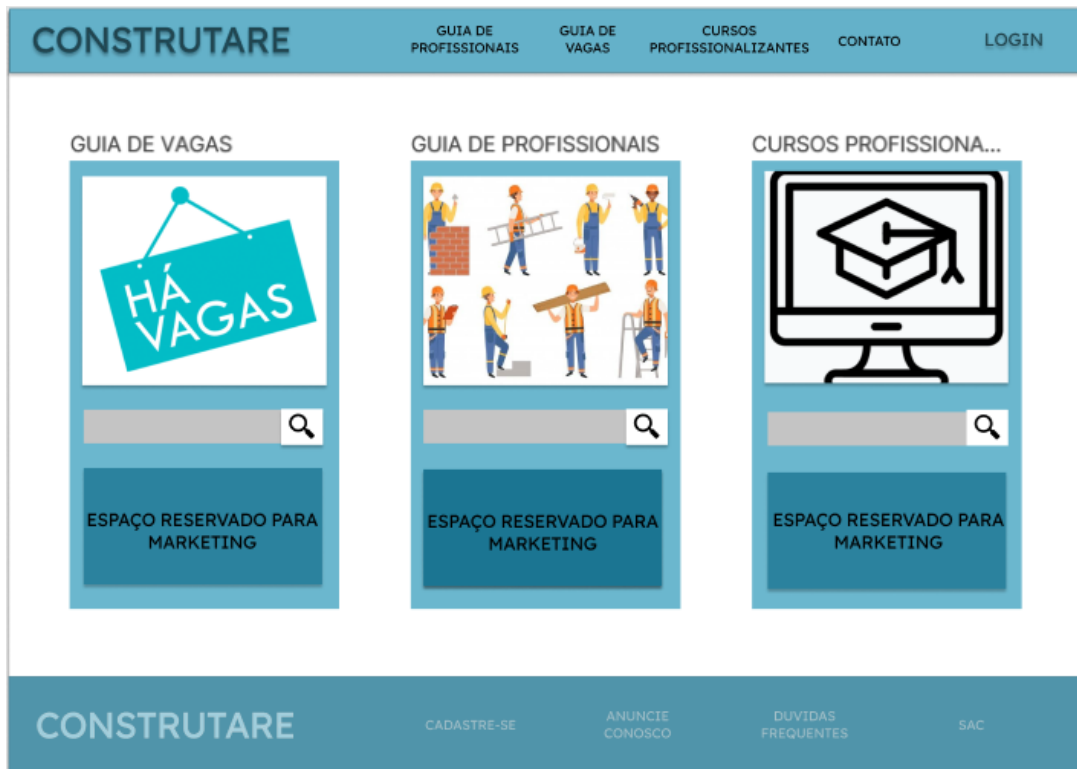 CONSTRUTARE
GUIA DE
PROFISSIONAIS
GUIA DE
VAGAS
CURSOS
PROFISSIONALIZANTES
CONTATO
LOGIN
GUIA DE VAGAS
HÁ
VAGAS
ESPAÇO RESERVADO PARA
MARKETING
GUIA DE PROFISSIONAIS
ESPAÇO RESERVADO PARA
MARKETING
CURSOS PROFISSIONA...
ESPAÇO RESERVADO PARA
MARKETING
CONSTRUTARE
CADASTRE-SE
ANUNCIE
CONOSCO
DUVIDAS
FREQUENTES
SAC